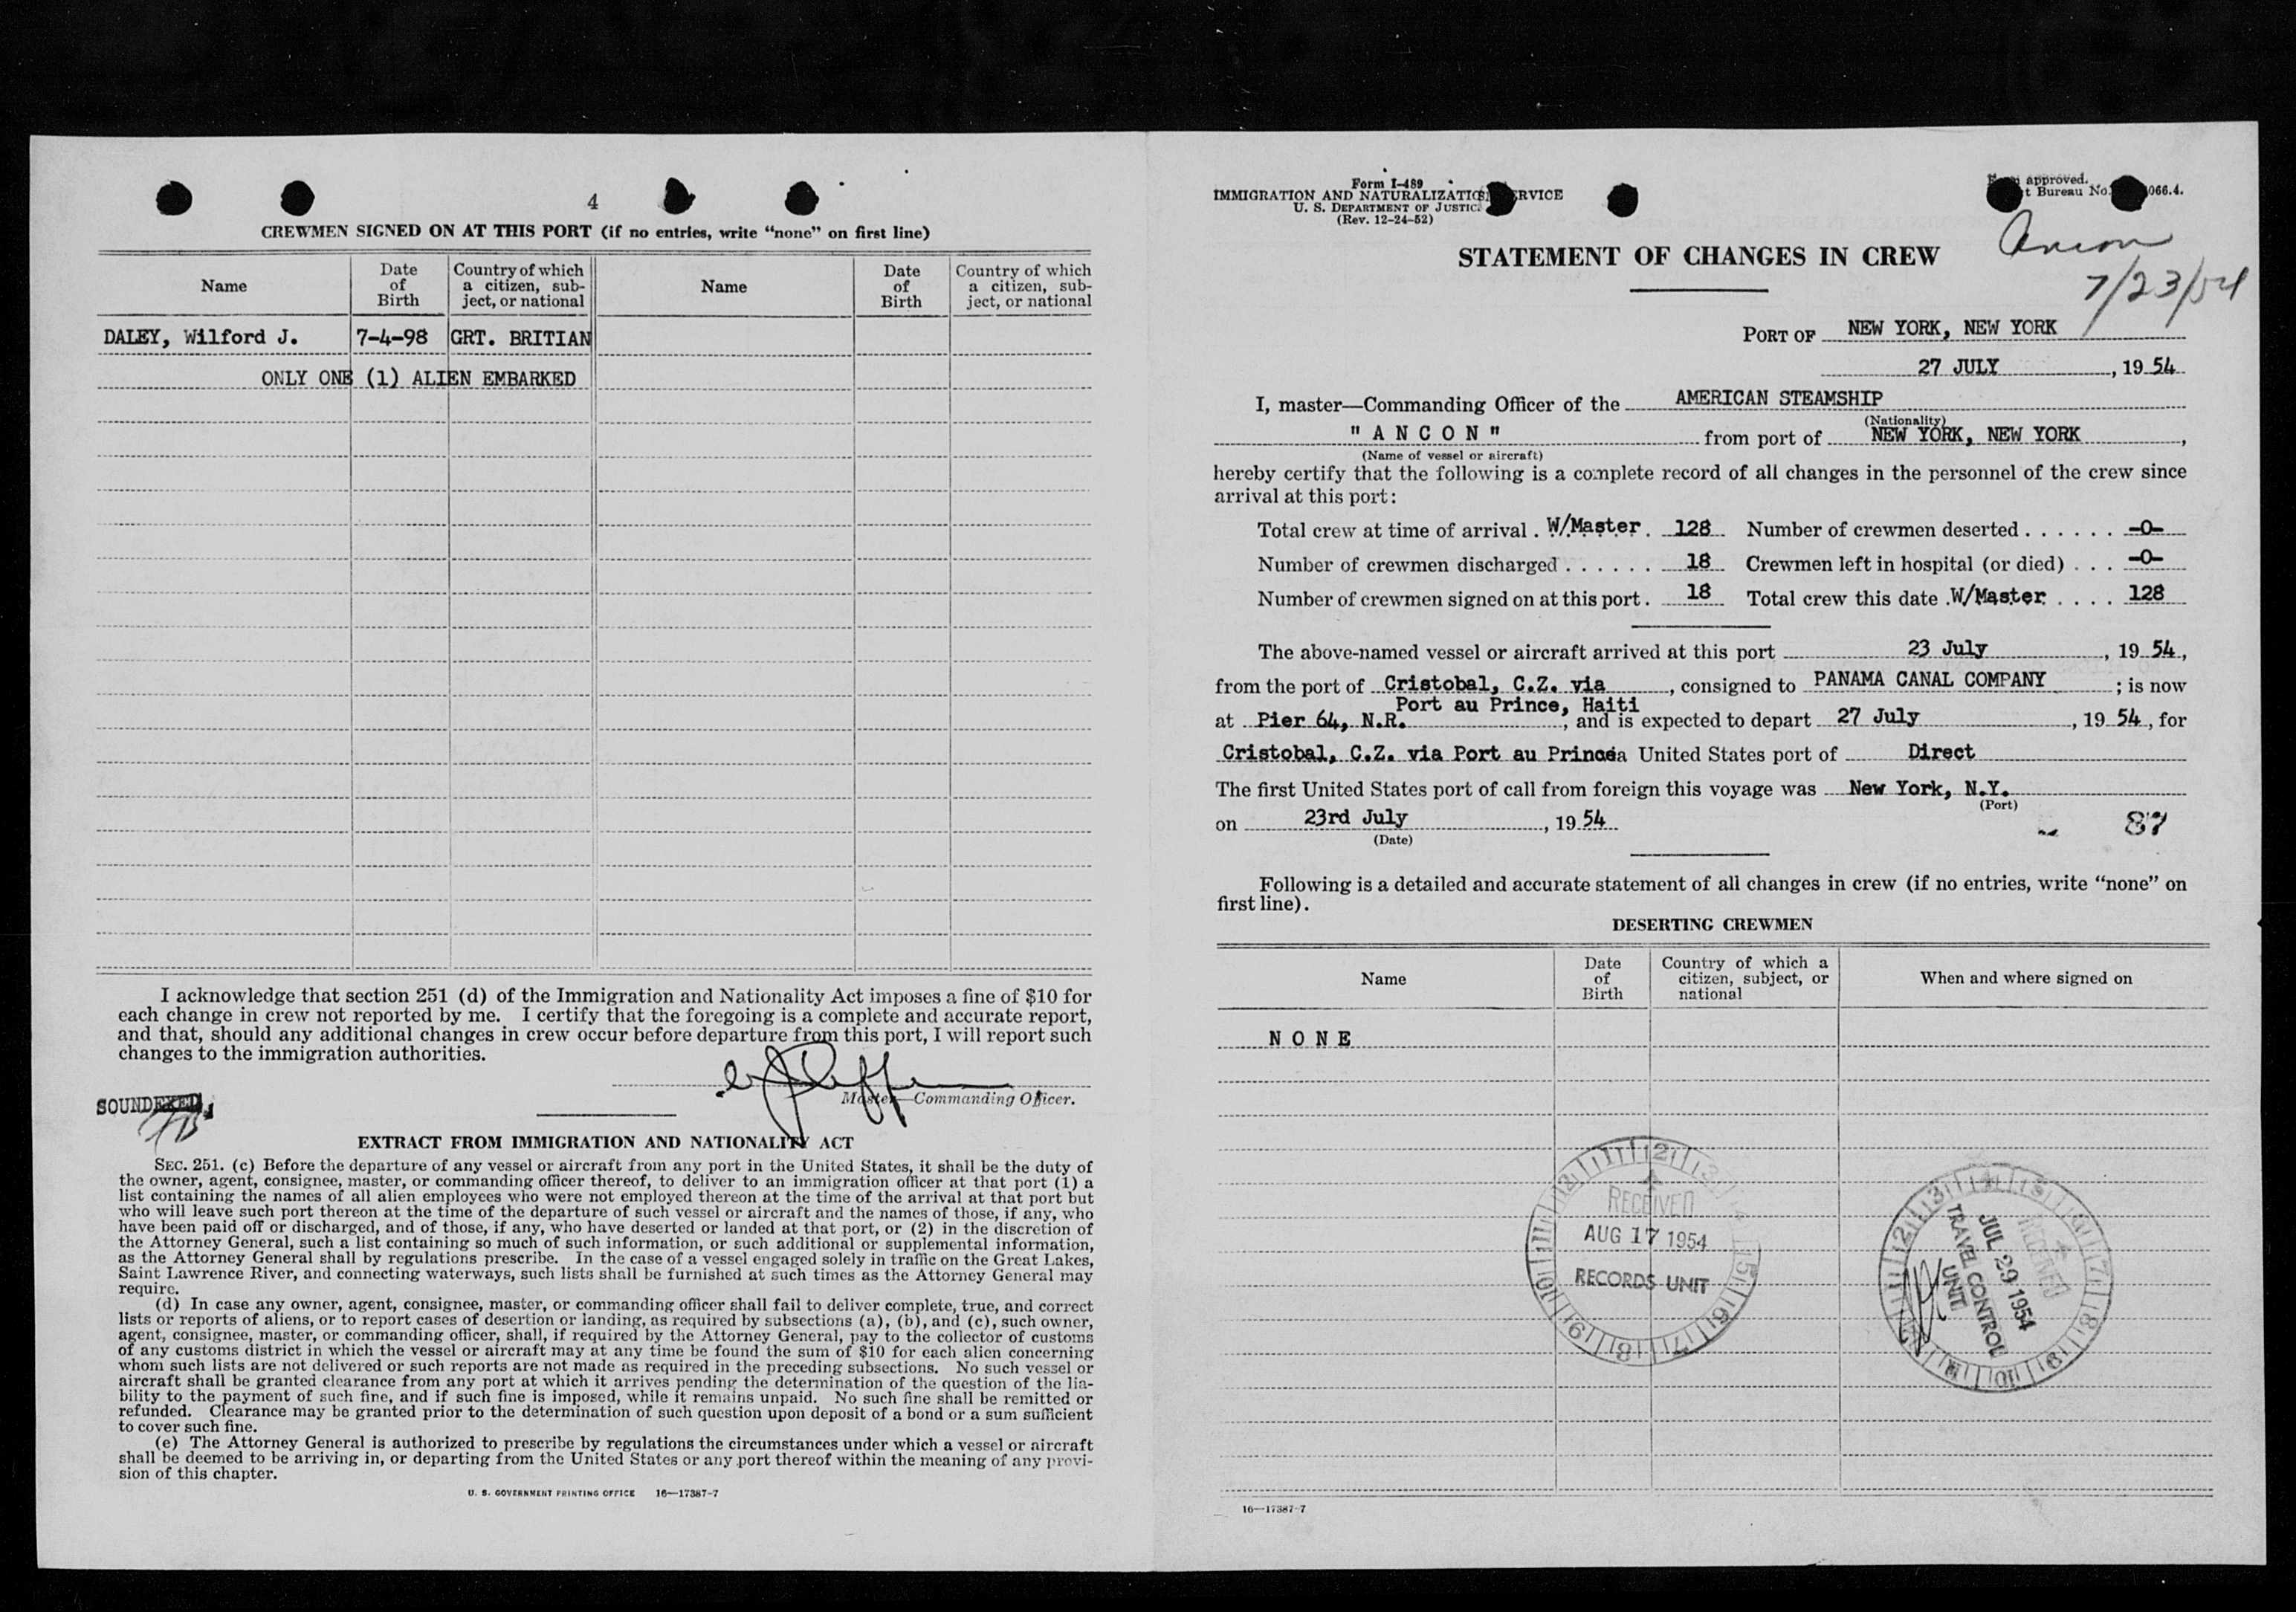 4
CREWMEN SIGNED ON AT THIS PORT (if no entries, write "none" on first line)
Name Date of Birth Country of which a citizen, subject, or national Name Date of Birth Country of which a citizen, subject, or national
DALEY, Wilford J. 7-4-98 GRT. BRITIAN
ONLY ONE (1) ALIEN EMBARKED
I acknowledge that section 251 (d) of the Immigration and Nationality Act imposes a fine of $10 for
each change in crew not reported by me. I certify that the foregoing is a complete and accurate report,
and that, should any additional changes in crew occur before departure from this port, I will report such
changes to the immigration authorities.
Master—Commanding Officer.
SOUNDEXED
EXTRACT FROM IMMIGRATION AND NATIONALITY ACT
SEC. 251. (c) Before the departure of any vessel or aircraft from any port in the United States, it shall be the duty of
the owner, agent, consignee, master, or commanding officer thereof, to deliver to an immigration officer at that port (1) a
list containing the names of all alien employees who were not employed thereon at the time of the arrival at that port but
who will leave such port thereon at the time of the departure of such vessel or aircraft and the names of those, if any, who
have been paid off or discharged, and of those, if any, who have deserted or landed at that port, or (2) in the discretion of
the Attorney General, such a list containing so much of such information, or such additional or supplemental information,
as the Attorney General shall by regulations prescribe. In the case of a vessel engaged solely in traffic on the Great Lakes,
Saint Lawrence River, and connecting waterways, such lists shall be furnished at such times as the Attorney General may
require.
(d) In case any owner, agent, consignee, master, or commanding officer shall fail to deliver complete, true, and correct
lists or reports of aliens, or to report cases of desertion or landing, as required by subsections (a), (b), and (c), such owner,
agent, consignee, master, or commanding officer, shall, if required by the Attorney General, pay to the collector of customs
of any customs district in which the vessel or aircraft may at any time be found the sum of $10 for each alien concerning
whom such lists are not delivered or such reports are not made as required in the preceding subsections. No such vessel or
aircraft shall be granted clearance from any port at which it arrives pending the determination of the question of the lia-
bility to the payment of such fine, and if such fine is imposed, while it remains unpaid. No such fine shall be remitted or
refunded. Clearance may be granted prior to the determination of such question upon deposit of a bond or a sum sufficient
to cover such fine.
(e) The Attorney General is authorized to prescribe by regulations the circumstances under which a vessel or aircraft
shall be deemed to be arriving in, or departing from the United States or any port thereof within the meaning of any provi-
sion of this chapter.
U. S. GOVERNMENT PRINTING OFFICE 16—17387-7
Form I-489
IMMIGRATION AND NATURALIZATION SERVICE
U. S. DEPARTMENT OF JUSTICE
(Rev. 12-24-52)
approved.
Bureau No. 066.4.
Ancon
7/23/54
STATEMENT OF CHANGES IN CREW
PORT OF NEW YORK, NEW YORK
27 JULY, 19 54
I, master—Commanding Officer of the AMERICAN STEAMSHIP
(Nationality)
" A N C O N " from port of NEW YORK, NEW YORK,
(Name of vessel or aircraft)
hereby certify that the following is a complete record of all changes in the personnel of the crew since
arrival at this port:
Total crew at time of arrival. W/Master. 128 Number of crewmen deserted . . . . . . -0-
Number of crewmen discharged . . . . . . 18 Crewmen left in hospital (or died) . . . -0-
Number of crewmen signed on at this port. 18 Total crew this date .W/Master . . . . 128
The above-named vessel or aircraft arrived at this port 23 July, 19 54,
from the port of Cristobal, C.Z. via, consigned to PANAMA CANAL COMPANY; is now
Port au Prince, Haiti
at Pier 64, N.R., and is expected to depart 27 July, 19 54, for
Cristobal, C.Z. via Port au Prince a United States port of Direct
The first United States port of call from foreign this voyage was New York, N.Y.
(Port)
on 23rd July, 19 54 87
(Date)
Following is a detailed and accurate statement of all changes in crew (if no entries, write "none" on
first line).
DESERTING CREWMEN
Name Date of Birth Country of which a citizen, subject, or national When and where signed on
N O N E
RECEIVED
AUG 17 1954
RECORDS UNIT
RECEIVED
JUL 29 1954
TRAVEL CONTROL
UNIT
16—17387-7